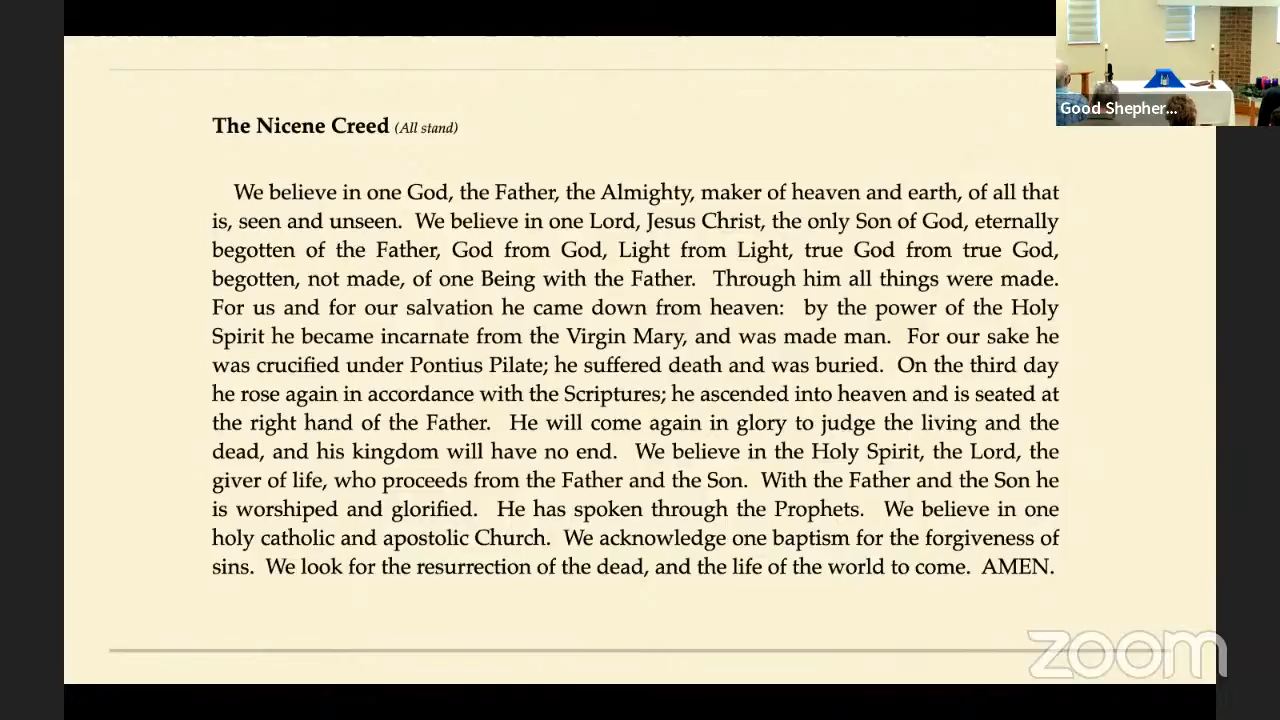 Good Shepher...
The Nicene Creed (All stand)
We believe in one God, the Father, the Almighty, maker of heaven and earth, of all that
is, seen and unseen. We believe in one Lord, Jesus Christ, the only Son of God, eternally
begotten of the Father, God from God, Light from Light, true God from true God,
begotten, not made, of one Being with the Father. Through him all things were made.
For us and for our salvation he came down from heaven: by the power of the Holy
Spirit he became incarnate from the Virgin Mary, and was made man. For our sake he
was crucified under Pontius Pilate; he suffered death and was buried. On the third day
he rose again in accordance with the Scriptures; he ascended into heaven and is seated at
the right hand of the Father. He will come again in glory to judge the living and the
dead, and his kingdom will have no end. We believe in the Holy Spirit, the Lord, the
giver of life, who proceeds from the Father and the Son. With the Father and the Son he
is worshiped and glorified. He has spoken through the Prophets. We believe in one
holy catholic and apostolic Church. We acknowledge one baptism for the forgiveness of
sins. We look for the resurrection of the dead, and the life of the world to come. AMEN.
zoom